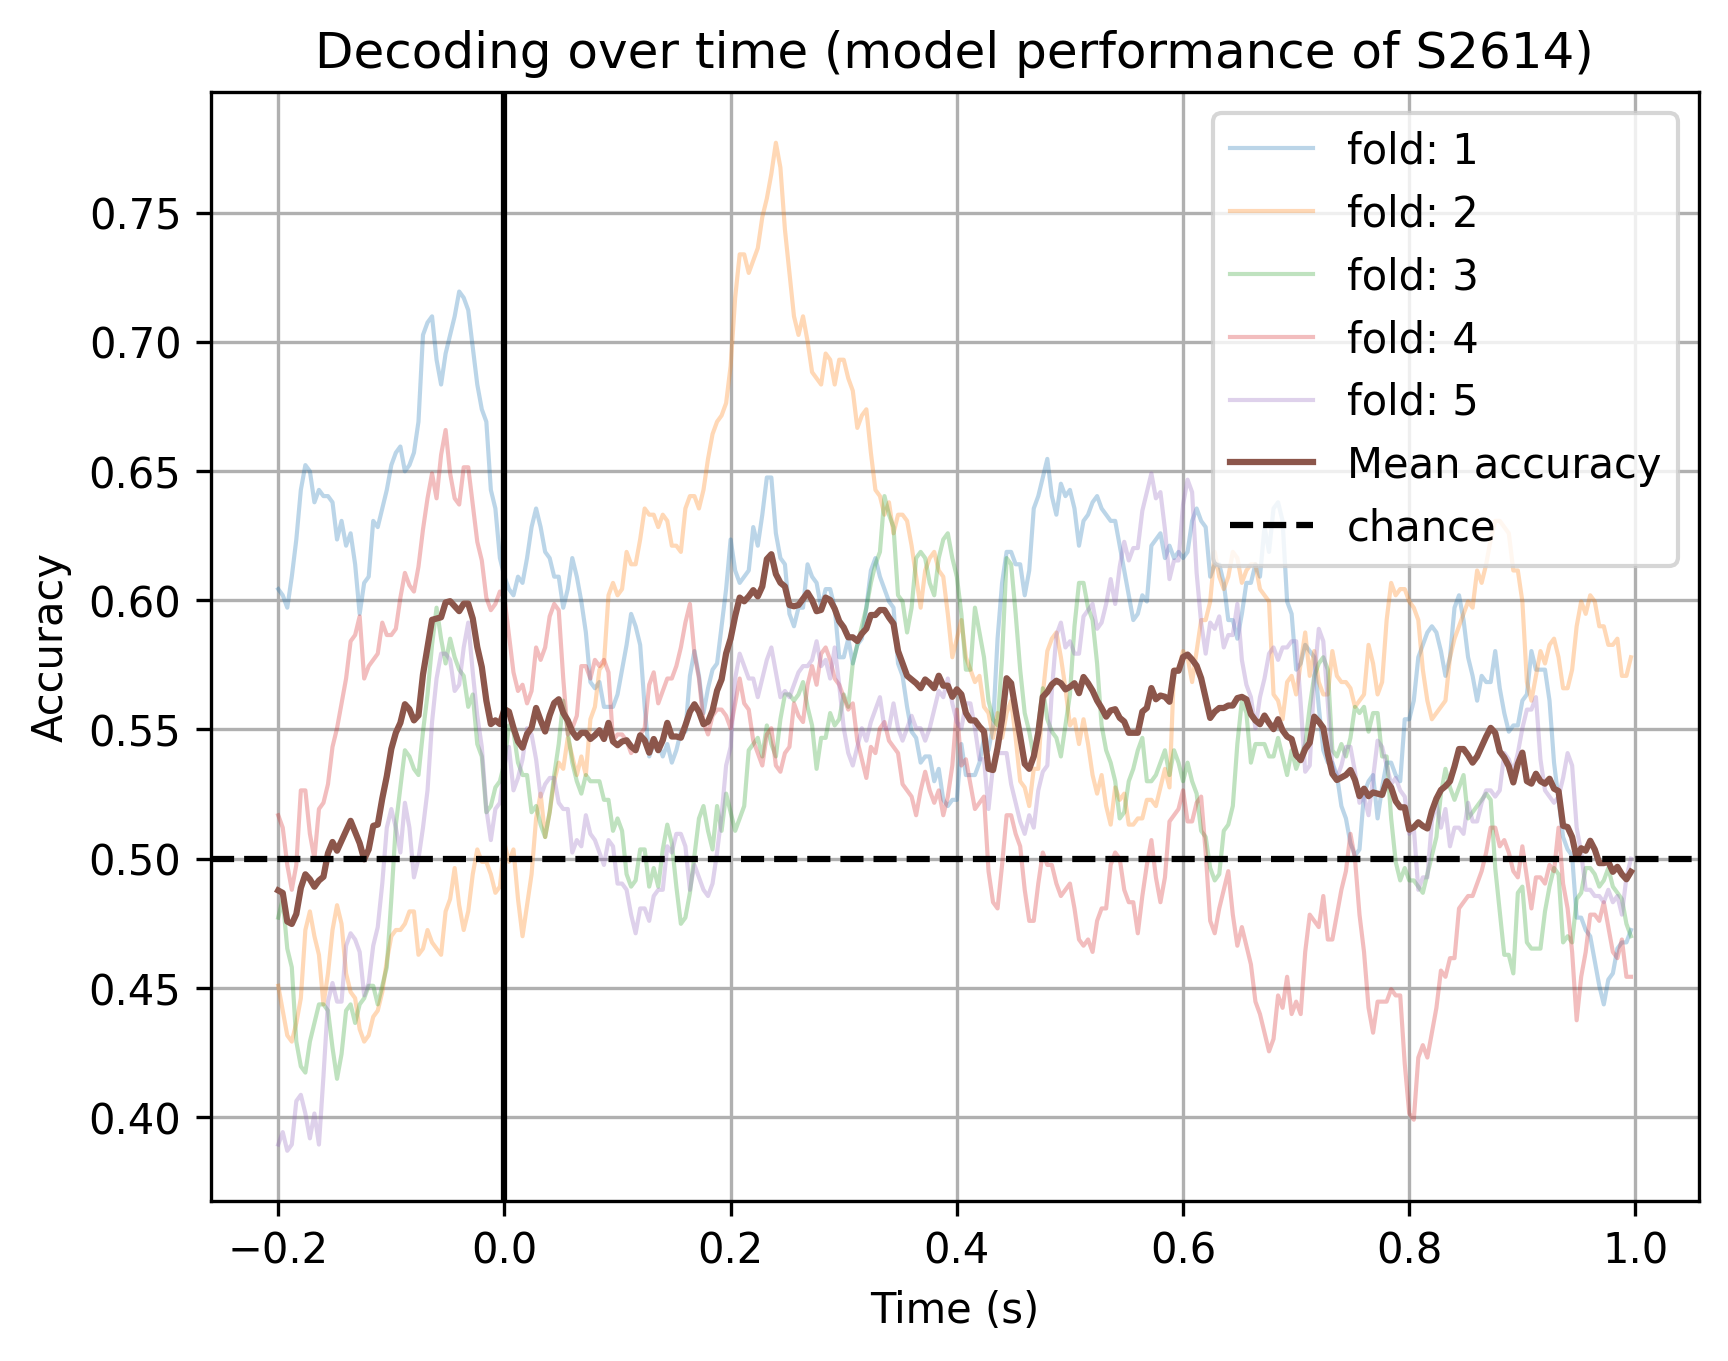 Decoding over time (model performance of S2614)
fold: 1
fold: 2
fold: 3
fold: 4
fold: 5
Mean accuracy
chance
Accuracy
0.75
0.70
0.65
0.60
0.55
0.50
0.45
0.40
−0.2 0.0 0.2 0.4 0.6 0.8 1.0
Time (s)